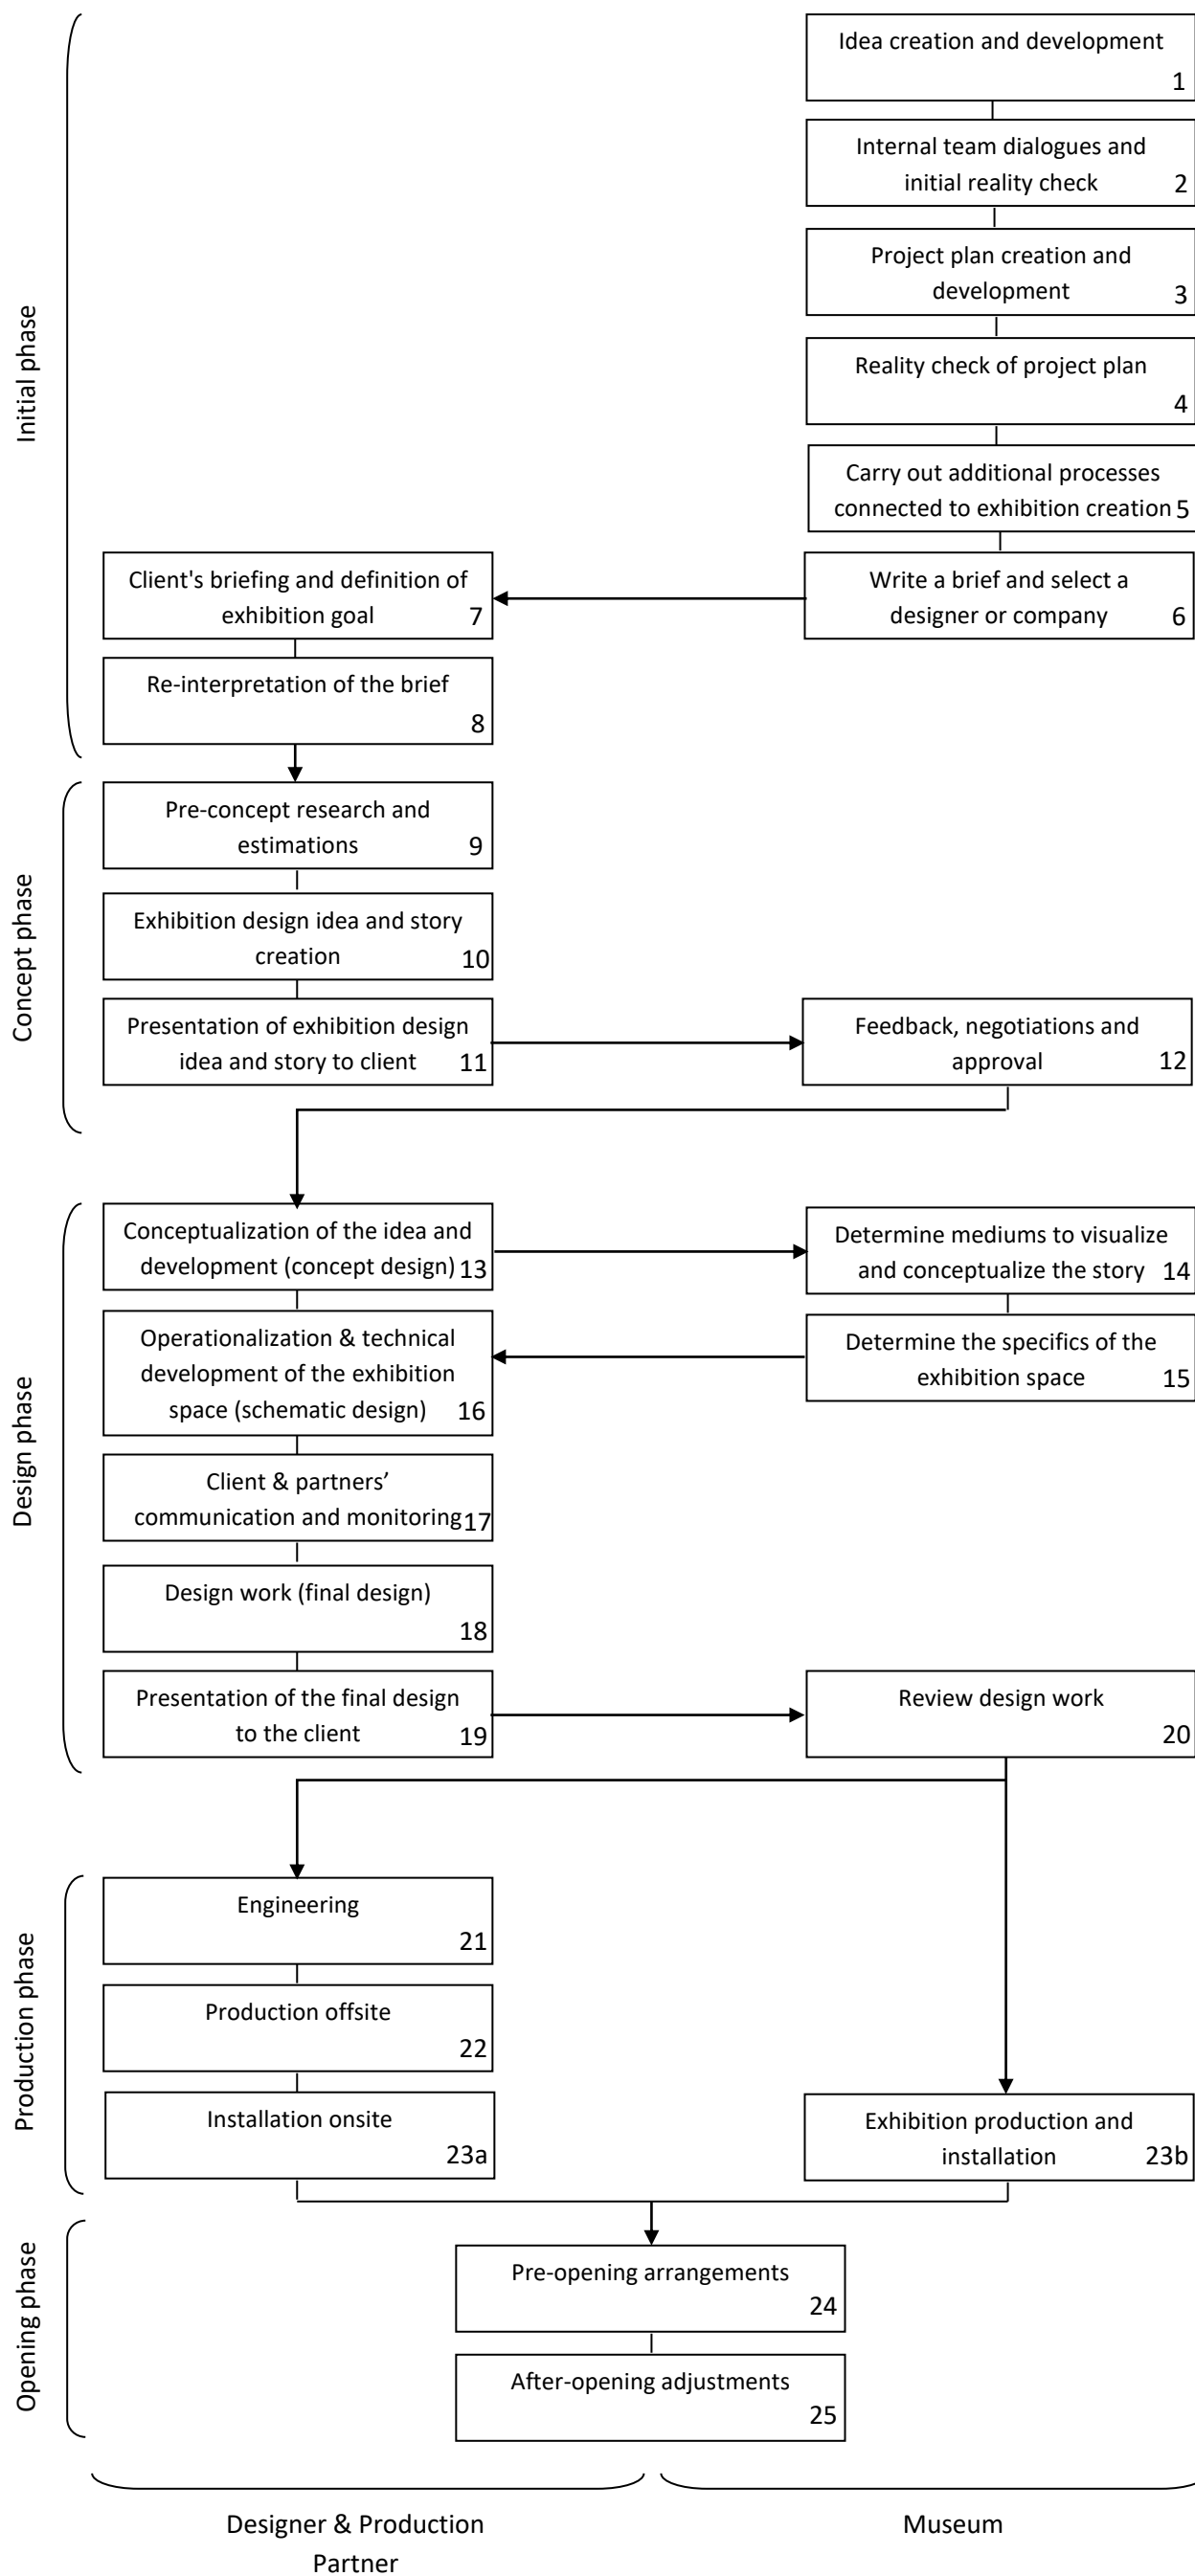 Initial phase
Idea creation and development
1
Internal team dialogues and
initial reality check
2
Project plan creation and
development
3
Reality check of project plan
4
Carry out additional processes
connected to exhibition creation
5
Write a brief and select a
designer or company
6
Client's briefing and definition of
exhibition goal
7
Re-interpretation of the brief
8
Concept phase
Pre-concept research and
estimations
9
Exhibition design idea and story
creation
10
Presentation of exhibition design
idea and story to client
11
Feedback, negotiations and
approval
12
Design phase
Conceptualization of the idea and
development (concept design)
13
Determine mediums to visualize
and conceptualize the story
14
Determine the specifics of the
exhibition space
15
Operationalization & technical
development of the exhibition
space (schematic design)
16
Client & partners’
communication and monitoring
17
Design work (final design)
18
Presentation of the final design
to the client
19
Review design work
20
Production phase
Engineering
21
Production offsite
22
Installation onsite
23a
Exhibition production and
installation
23b
Opening phase
Pre-opening arrangements
24
After-opening adjustments
25
Designer & Production
Partner
Museum